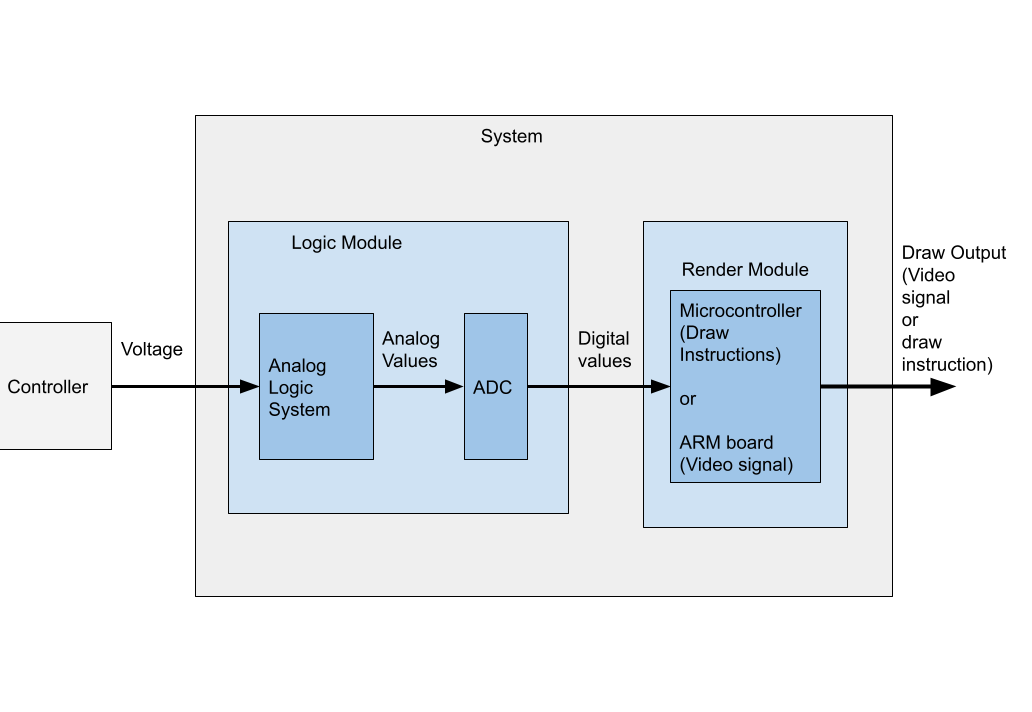 System
Logic Module
Render Module
Controller
Voltage
Analog
Logic
System
Analog
Values
ADC
Digital
values
Microcontroller
(Draw
Instructions)
or
ARM board
(Video signal)
Draw Output
(Video
signal
or
draw
instruction)